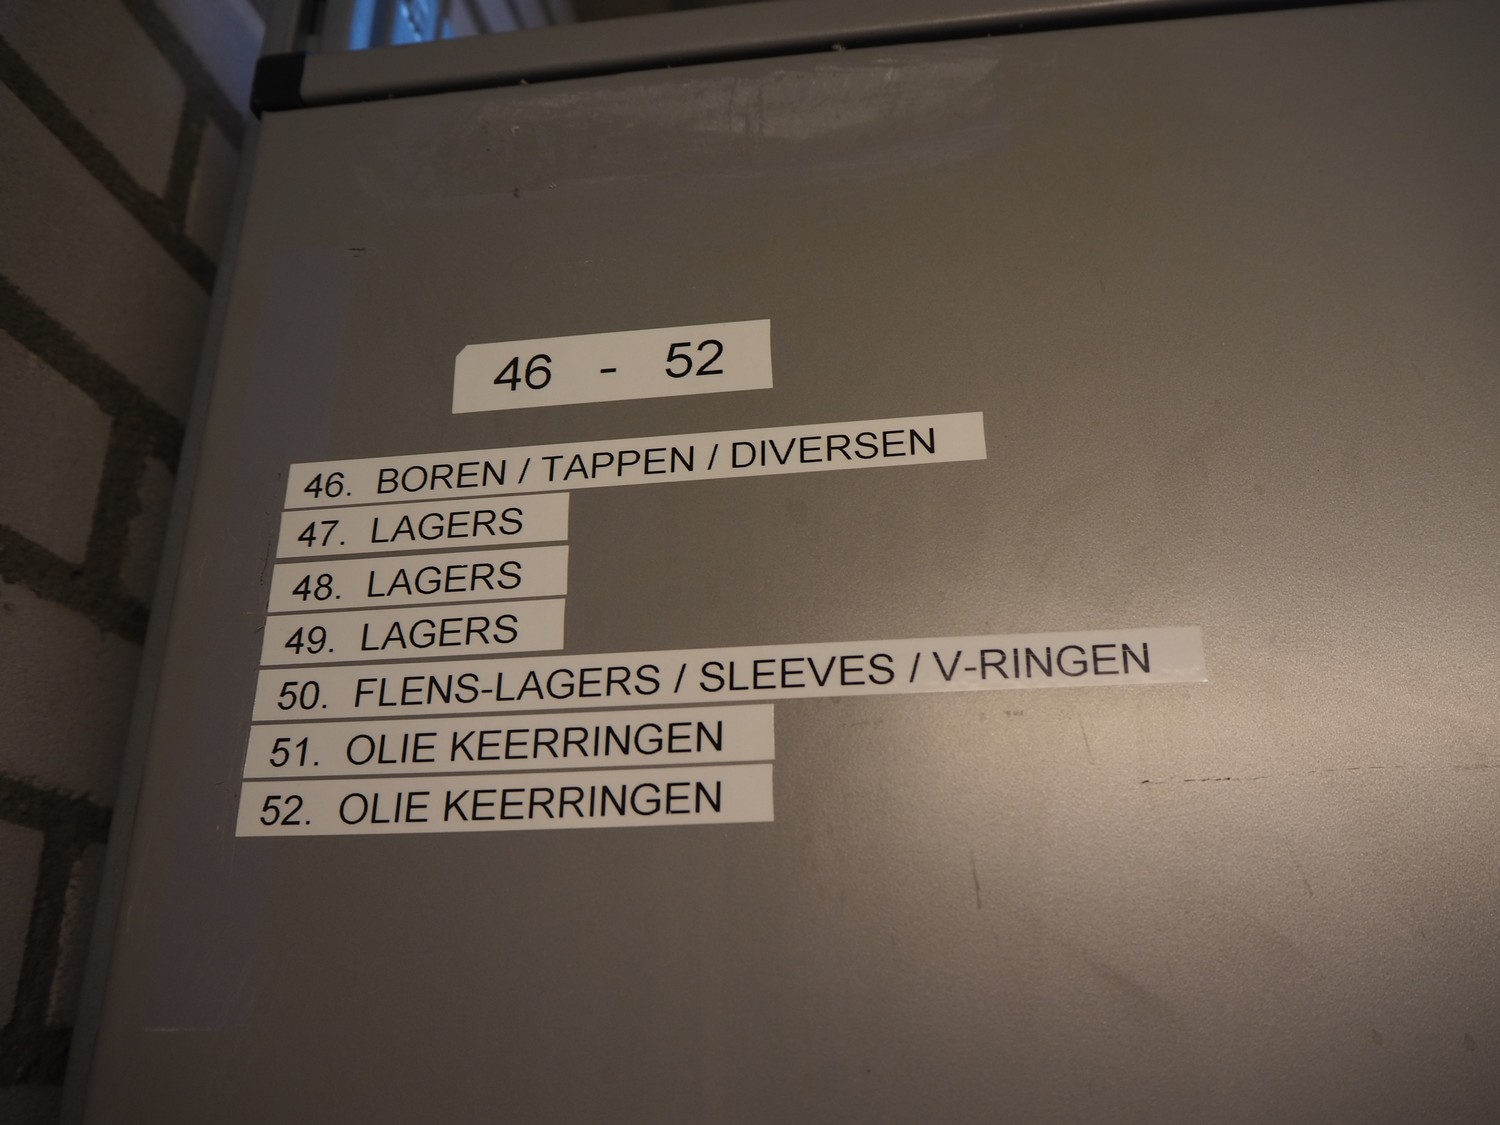 46 - 52
46. BOREN / TAPPEN / DIVERSEN
47. LAGERS
48. LAGERS
49. LAGERS
50. FLENS-LAGERS / SLEEVES / V-RINGEN
51. OLIE KEERRINGEN
52. OLIE KEERRINGEN